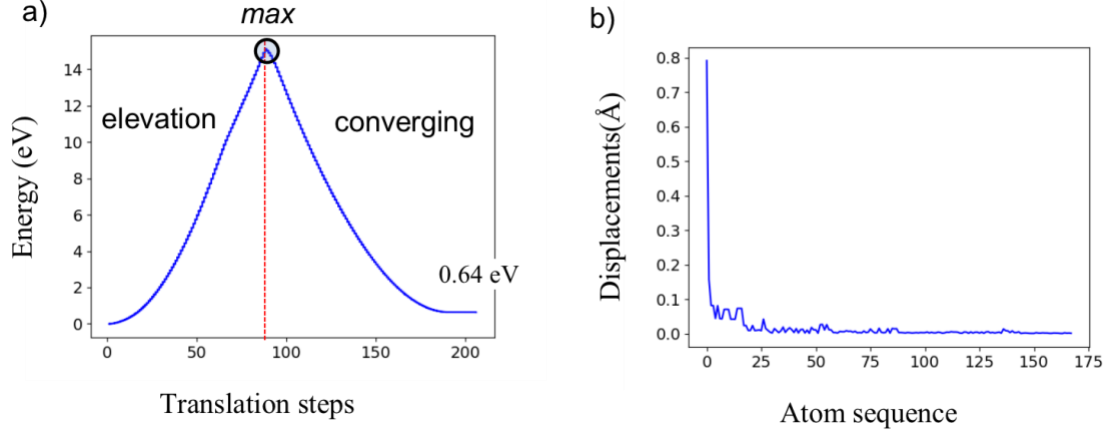 a)
max
elevation
converging
0.64 eV
Energy (eV)
14
12
10
8
6
4
2
0
0 50 100 150 200
Translation steps
b)
Displacements(Å)
0.8
0.7
0.6
0.5
0.4
0.3
0.2
0.1
0.0
0 25 50 75 100 125 150 175
Atom sequence